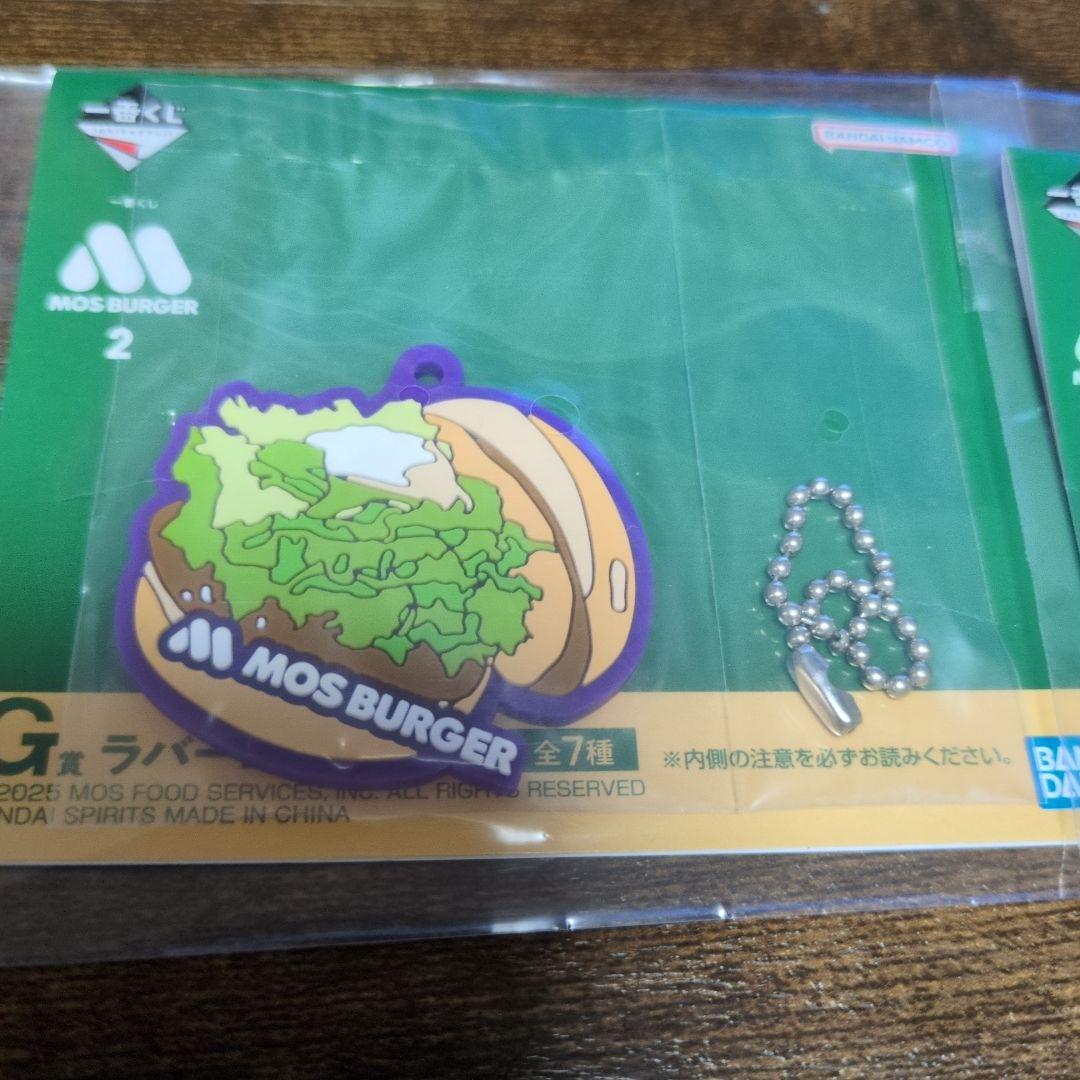 一番くじ
ichibankuji
BANDAI NAMCO
一番くじ
MOS BURGER
2
MOS BURGER
G賞 ラバー
全7種
※内側の注意を必ずお読みください。
2025 MOS FOOD SERVICES, INC. ALL RIGHTS RESERVED
NDAI SPIRITS MADE IN CHINA
BAN
DA